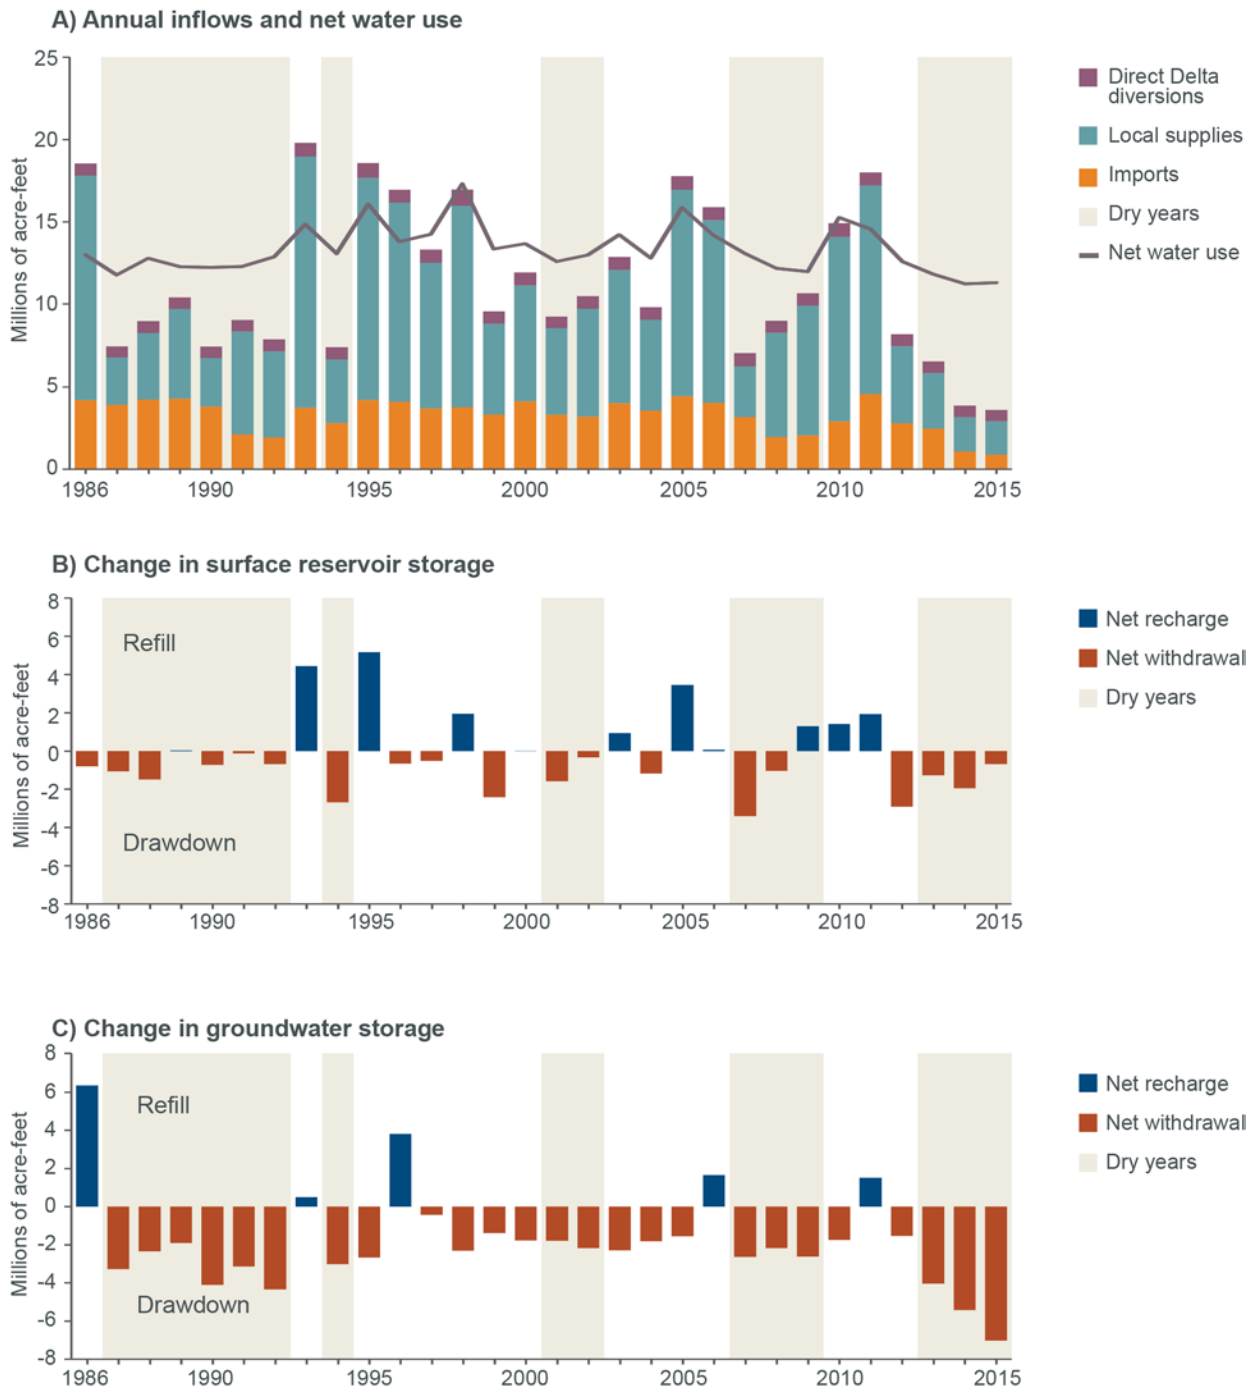 A) Annual inflows and net water use
25
20
15
10
5
0
Millions of acre-feet
1986
1990
1995
2000
2005
2010
2015
Direct Delta
diversions
Local supplies
Imports
Dry years
Net water use
B) Change in surface reservoir storage
8
6
4
2
0
-2
-4
-6
-8
Millions of acre-feet
Refill
Drawdown
1986
1990
1995
2000
2005
2010
2015
Net recharge
Net withdrawal
Dry years
C) Change in groundwater storage
8
6
4
2
0
-2
-4
-6
-8
Millions of acre-feet
Refill
Drawdown
1986
1990
1995
2000
2005
2010
2015
Net recharge
Net withdrawal
Dry years